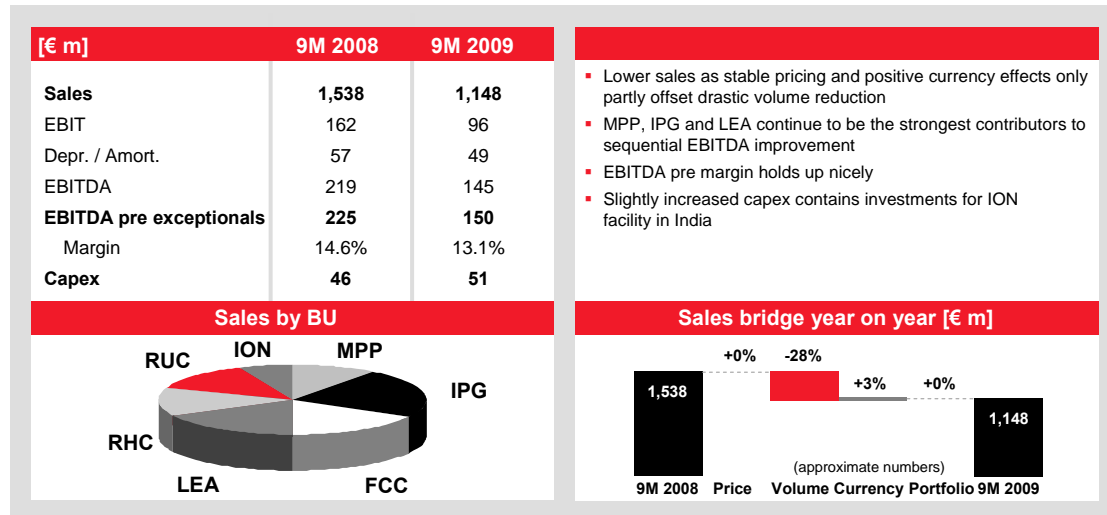 [€ m] 9M 2008 9M 2009
Sales 1,538 1,148
EBIT 162 96
Depr. / Amort. 57 49
EBITDA 219 145
EBITDA pre exceptionals 225 150
Margin 14.6% 13.1%
Capex 46 51
▪ Lower sales as stable pricing and positive currency effects only
partly offset drastic volume reduction
▪ MPP, IPG and LEA continue to be the strongest contributors to
sequential EBITDA improvement
▪ EBITDA pre margin holds up nicely
▪ Slightly increased capex contains investments for ION
facility in India
Sales by BU
RUC ION MPP
IPG
RHC
LEA FCC
Sales bridge year on year [€ m]
+0% -28%
+3% +0%
1,538
1,148
(approximate numbers)
9M 2008 Price Volume Currency Portfolio 9M 2009